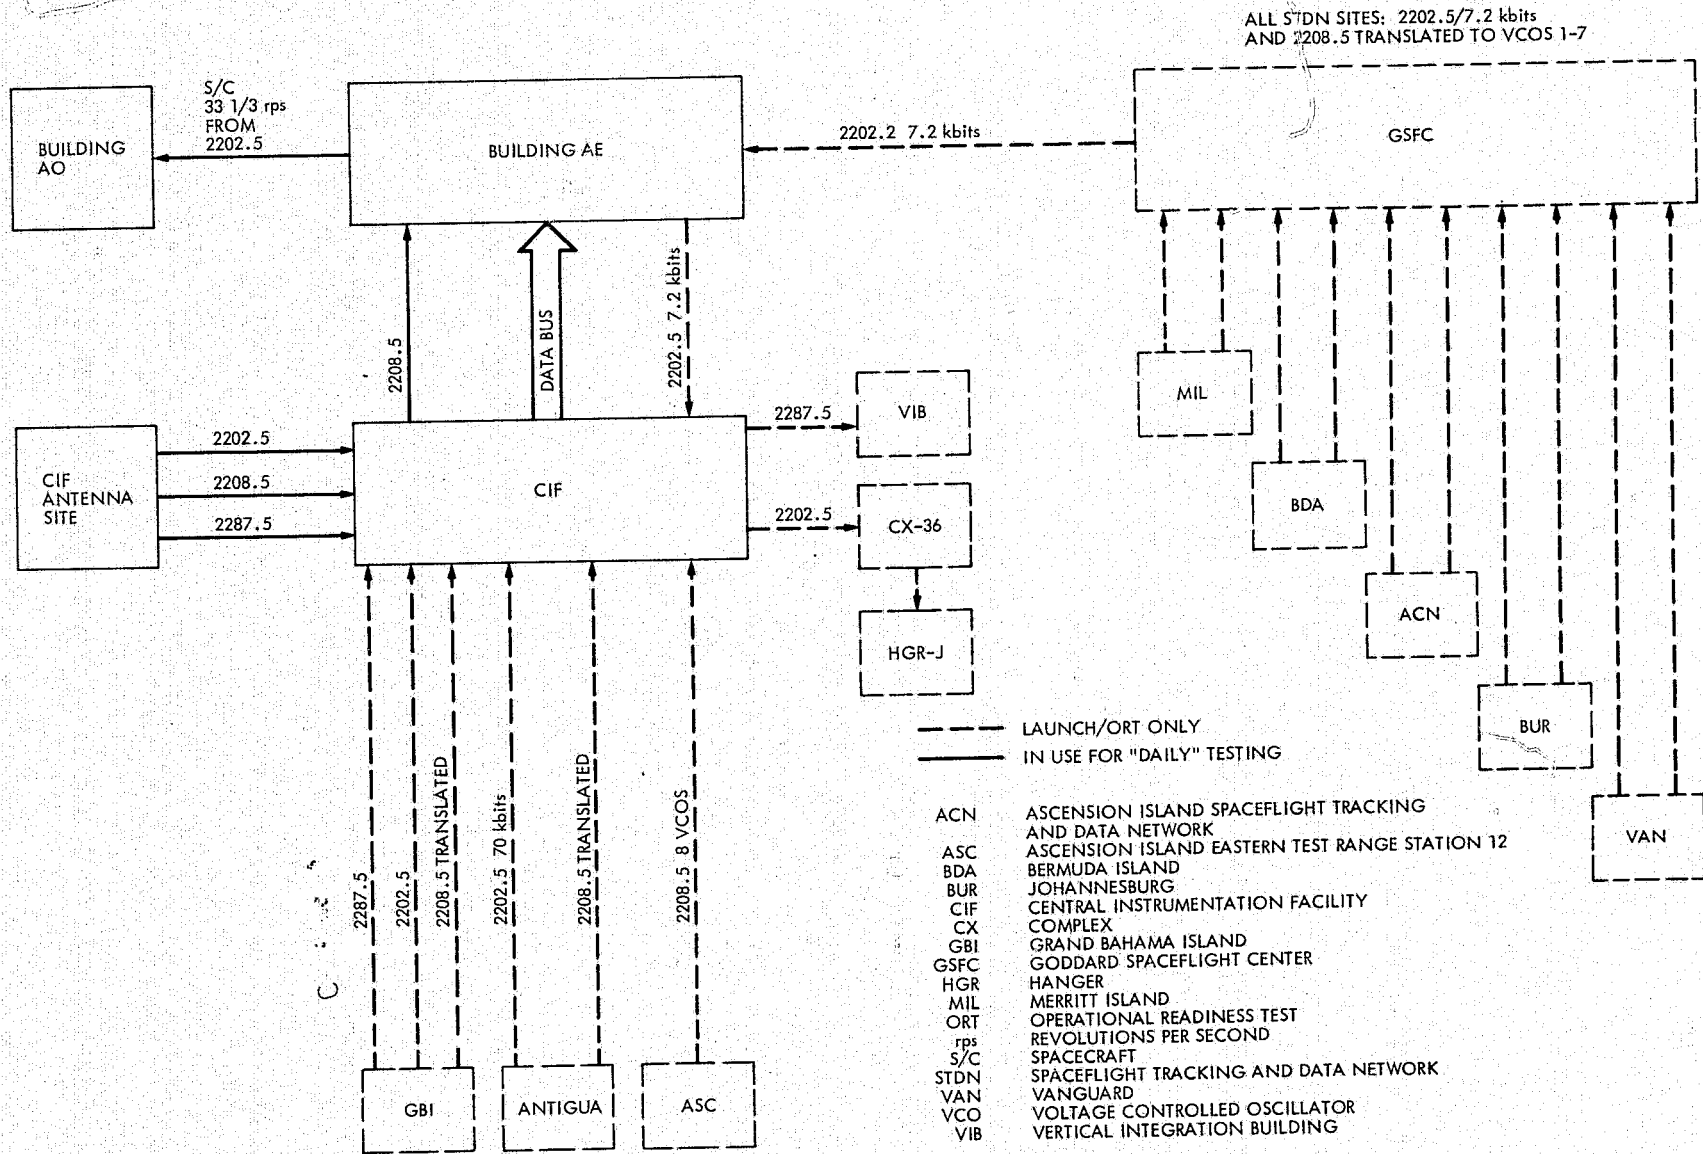 ALL STDN SITES: 2202.5/7.2 kbits
AND 2208.5 TRANSLATED TO VCOS 1-7
S/C
33 1/3 rps
FROM
2202.5
BUILDING
AO
BUILDING AE
2202.2 7.2 kbits
GSFC
2208.5
DATA BUS
2202.5 7.2 kbits
CIF
ANTENNA
SITE
2202.5
2208.5
2287.5
CIF
2287.5
VIB
2202.5
CX-36
HGR-J
MIL
BDA
ACN
BUR
VAN
2287.5
2202.5
2208.5 TRANSLATED
2202.5 70 kbits
2208.5 TRANSLATED
2208.5 8 VCOS
GBI
ANTIGUA
ASC
LAUNCH/ORT ONLY
IN USE FOR "DAILY" TESTING
ACN ASCENSION ISLAND SPACEFLIGHT TRACKING
AND DATA NETWORK
ASC ASCENSION ISLAND EASTERN TEST RANGE STATION 12
BDA BERMUDA ISLAND
BUR JOHANNESBURG
CIF CENTRAL INSTRUMENTATION FACILITY
CX COMPLEX
GBI GRAND BAHAMA ISLAND
GSFC GODDARD SPACEFLIGHT CENTER
HGR HANGER
MIL MERRITT ISLAND
ORT OPERATIONAL READINESS TEST
rps REVOLUTIONS PER SECOND
S/C SPACECRAFT
STDN SPACEFLIGHT TRACKING AND DATA NETWORK
VAN VANGUARD
VCO VOLTAGE CONTROLLED OSCILLATOR
VIB VERTICAL INTEGRATION BUILDING